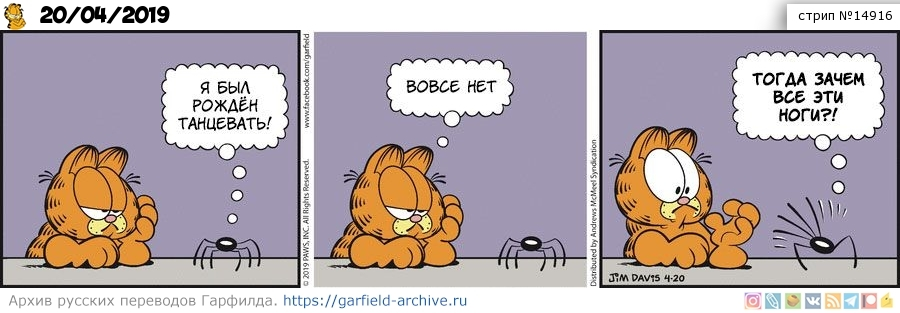 20/04/2019
стрип №14916
Я БЫЛ
РОЖДЁН
ТАНЦЕВАТЬ!
© 2019 PAWS, INC. All Rights Reserved.
www.facebook.com/garfield
ВОВСЕ НЕТ
Distributed by Andrews McMeel Syndication
ТОГДА ЗАЧЕМ
ВСЕ ЭТИ
НОГИ?!
JIM DAVIS 4·20
Архив русских переводов Гарфилда. https://garfield-archive.ru